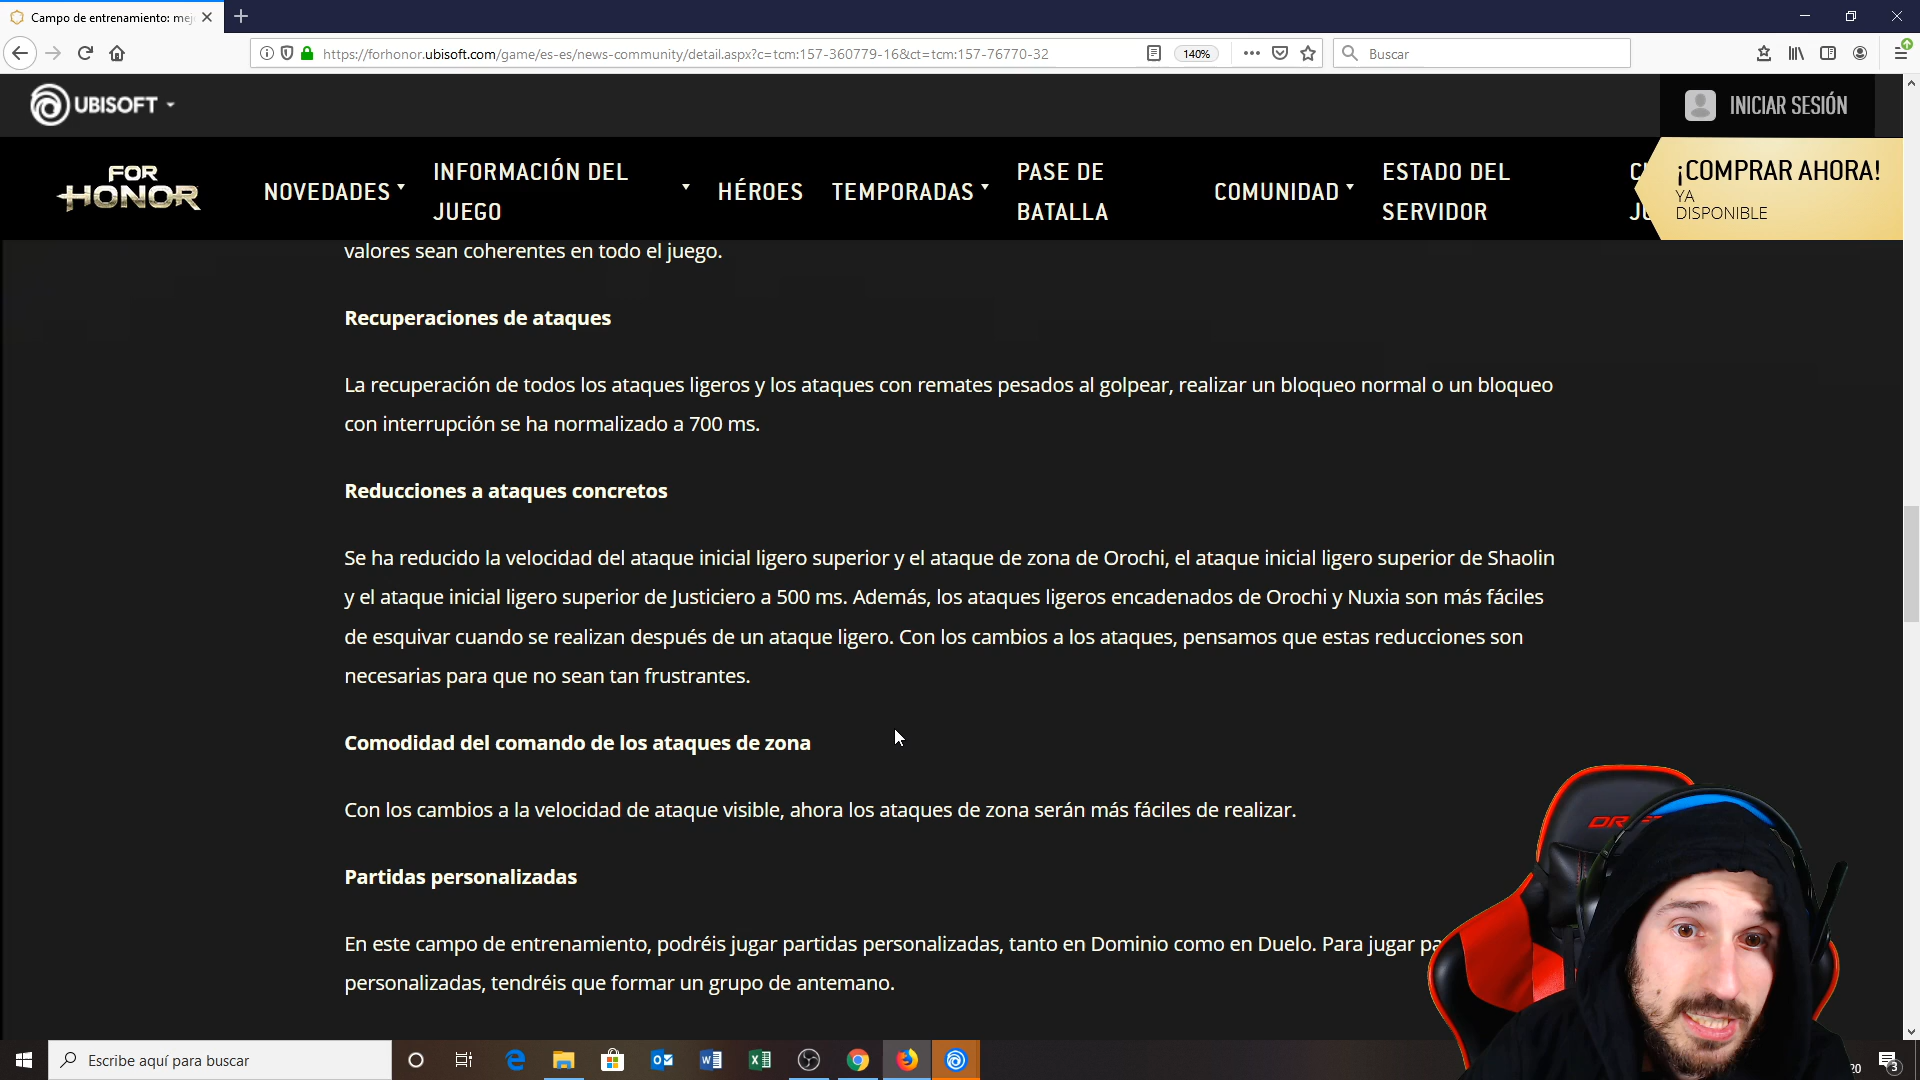 Campo de entrenamiento: mej
https://forhonor.ubisoft.com/game/es-es/news-community/detail.aspx?c=tcm:157-360779-16&ct=tcm:157-76770-32
140%
Buscar
UBISOFT
INICIAR SESIÓN
FOR HONOR
NOVEDADES
INFORMACIÓN DEL JUEGO
HÉROES
TEMPORADAS
PASE DE BATALLA
COMUNIDAD
ESTADO DEL SERVIDOR
¡COMPRAR AHORA!
YA
DISPONIBLE
valores sean coherentes en todo el juego.
Recuperaciones de ataques
La recuperación de todos los ataques ligeros y los ataques con remates pesados al golpear, realizar un bloqueo normal o un bloqueo
con interrupción se ha normalizado a 700 ms.
Reducciones a ataques concretos
Se ha reducido la velocidad del ataque inicial ligero superior y el ataque de zona de Orochi, el ataque inicial ligero superior de Shaolin
y el ataque inicial ligero superior de Justiciero a 500 ms. Además, los ataques ligeros encadenados de Orochi y Nuxia son más fáciles
de esquivar cuando se realizan después de un ataque ligero. Con los cambios a los ataques, pensamos que estas reducciones son
necesarias para que no sean tan frustrantes.
Comodidad del comando de los ataques de zona
Con los cambios a la velocidad de ataque visible, ahora los ataques de zona serán más fáciles de realizar.
Partidas personalizadas
En este campo de entrenamiento, podréis jugar partidas personalizadas, tanto en Dominio como en Duelo. Para jugar pa
personalizadas, tendréis que formar un grupo de antemano.
Escribe aquí para buscar
20
3